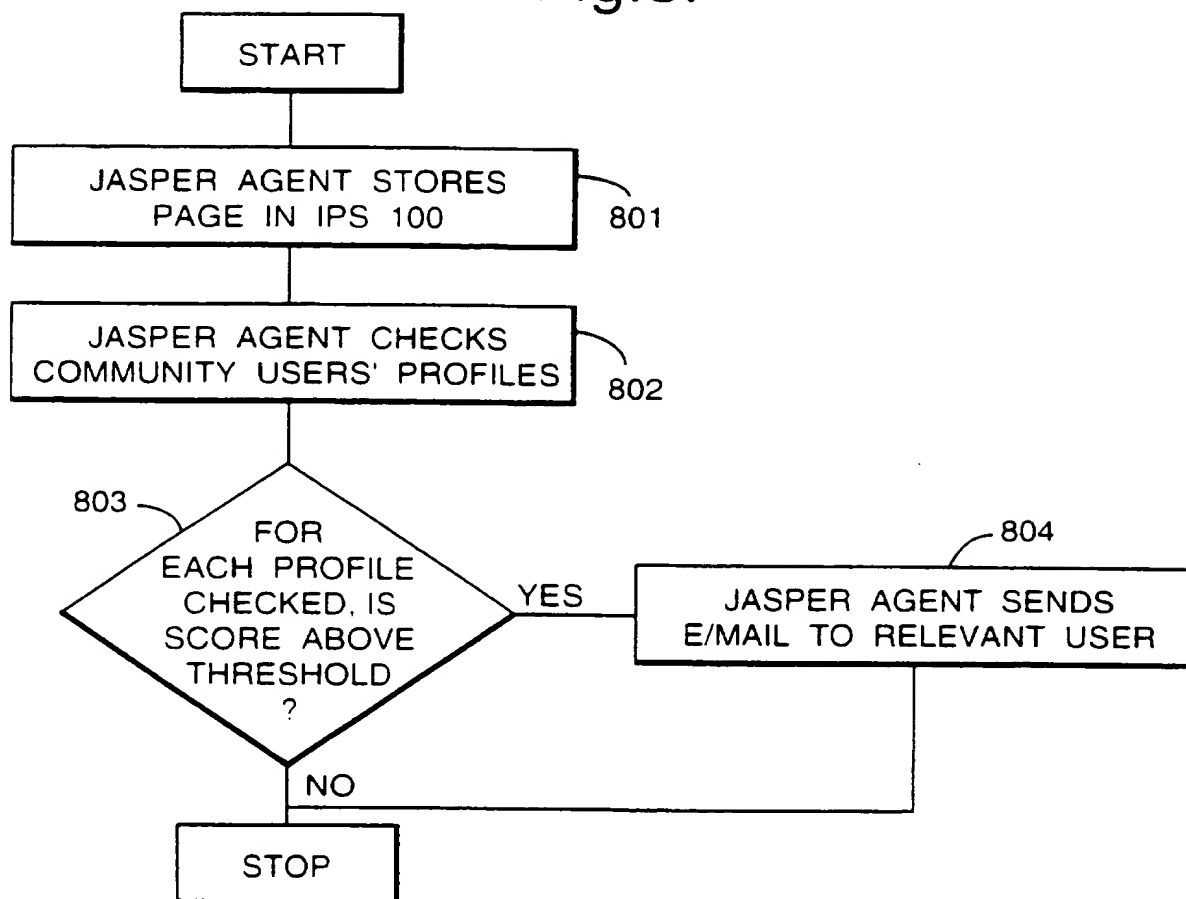 START
JASPER AGENT STORES
PAGE IN IPS 100
801
JASPER AGENT CHECKS
COMMUNITY USERS' PROFILES
802
803
FOR
EACH PROFILE
CHECKED, IS
SCORE ABOVE
THRESHOLD
?
YES
804
JASPER AGENT SENDS
E/MAIL TO RELEVANT USER
NO
STOP